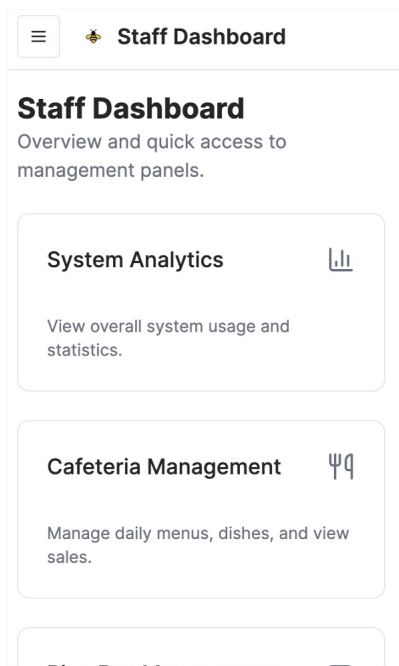 Staff Dashboard
Staff Dashboard
Overview and quick access to
management panels.
System Analytics
View overall system usage and
statistics.
Cafeteria Management
Manage daily menus, dishes, and view
sales.